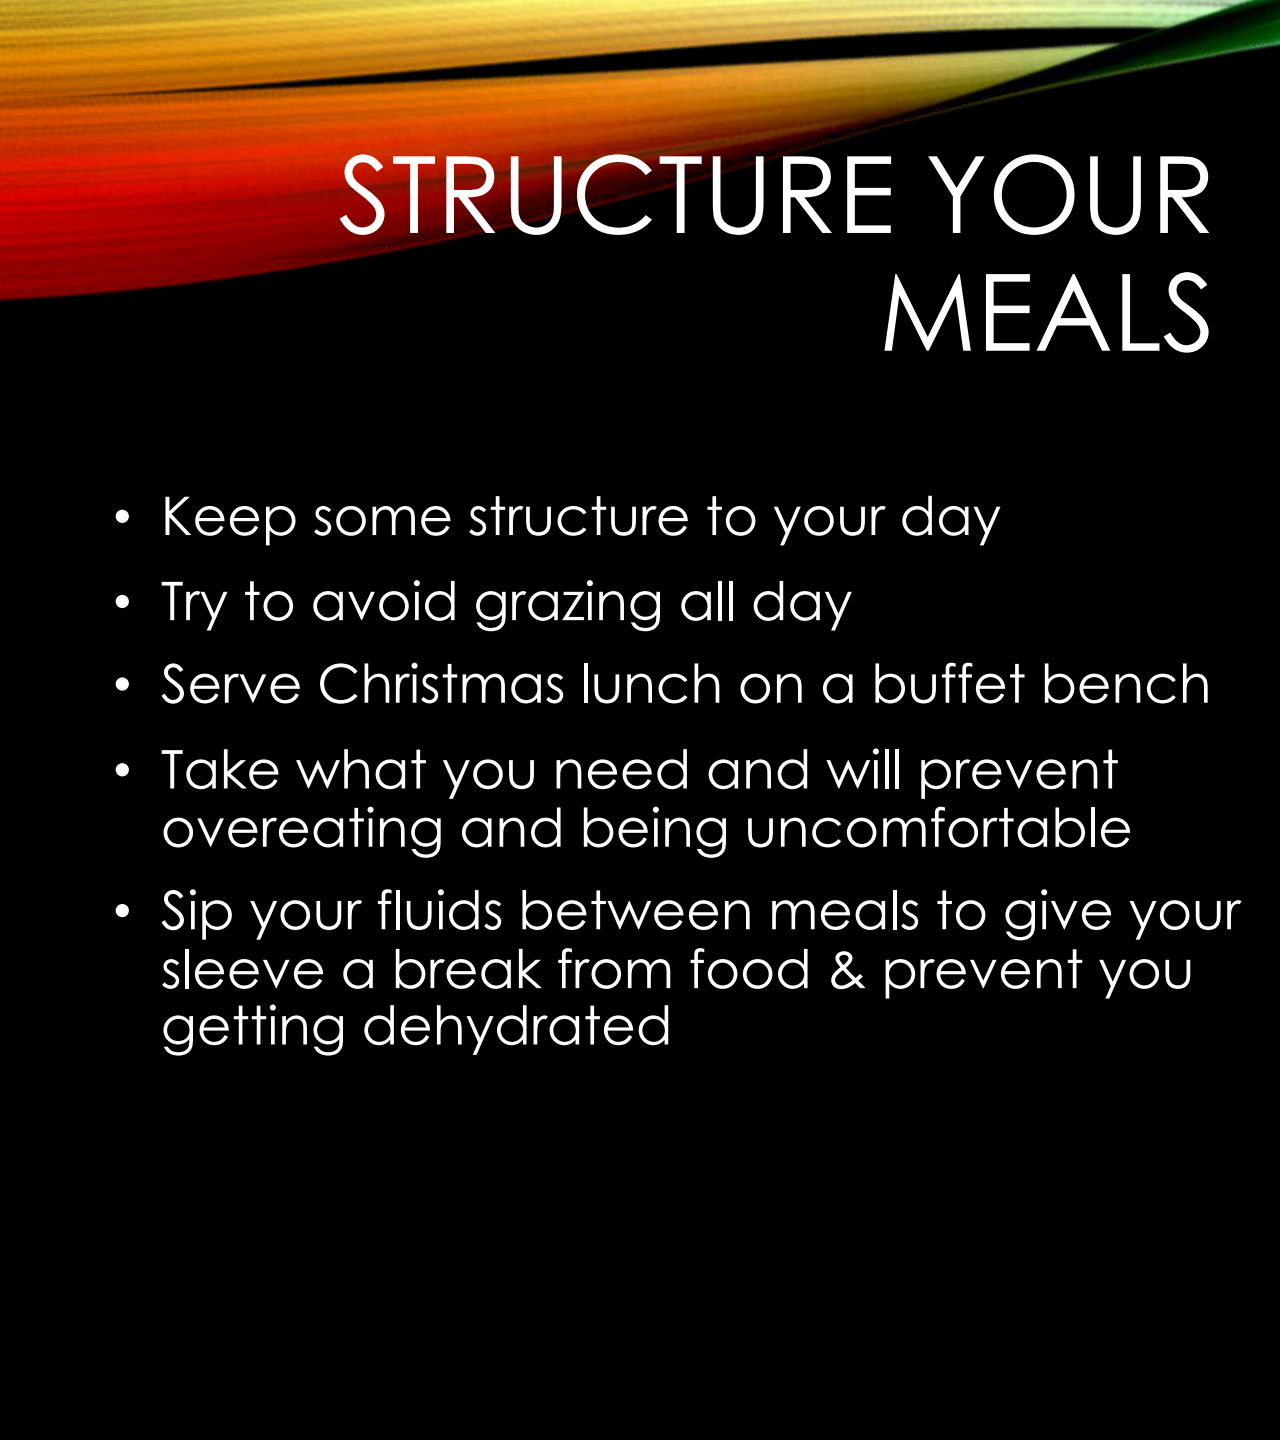 STRUCTURE YOUR
MEALS
• Keep some structure to your day
• Try to avoid grazing all day
• Serve Christmas lunch on a buffet bench
• Take what you need and will prevent
overeating and being uncomfortable
• Sip your fluids between meals to give your
sleeve a break from food & prevent you
getting dehydrated